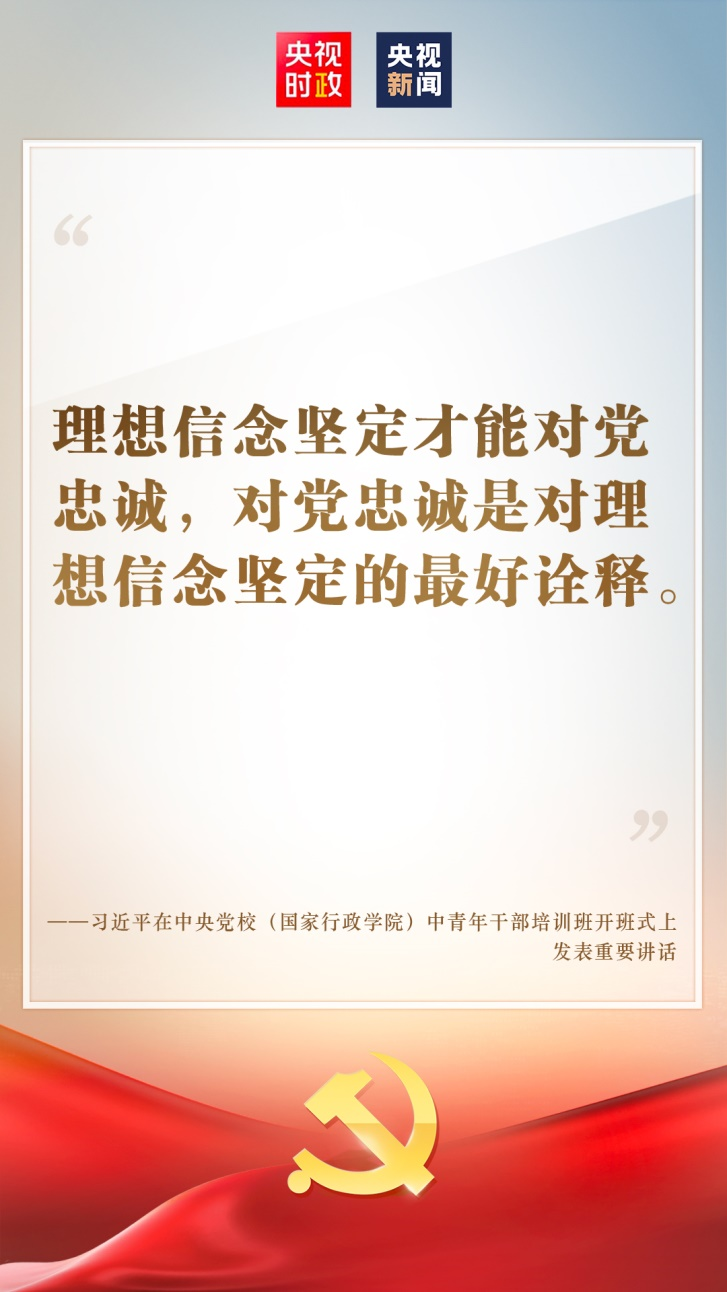 央视 央视
时政 新闻
“
理想信念坚定才能对党
忠诚，对党忠诚是对理
想信念坚定的最好诠释。
”
——习近平在中央党校（国家行政学院）中青年干部培训班开班式上
发表重要讲话